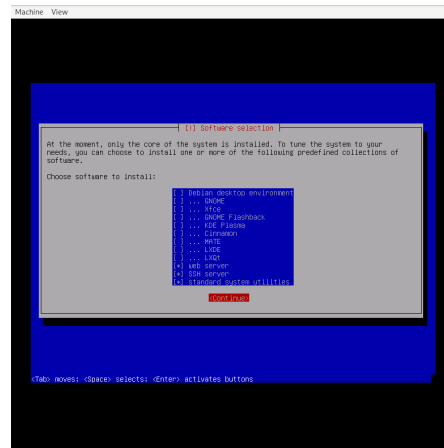 Machine View
[!] Software selection
At the moment, only the core of the system is installed. To tune the system to your
needs, you can choose to install one or more of the following predefined collections of
software.
Choose software to install:
[ ] Debian desktop environment
[ ] ... GNOME
[ ] ... Xfce
[ ] ... GNOME Flashback
[ ] ... KDE Plasma
[ ] ... Cinnamon
[ ] ... MATE
[ ] ... LXDE
[ ] ... LXQt
[*] web server
[*] SSH server
[*] standard system utilities
<Continue>
<Tab> moves; <Space> selects; <Enter> activates buttons